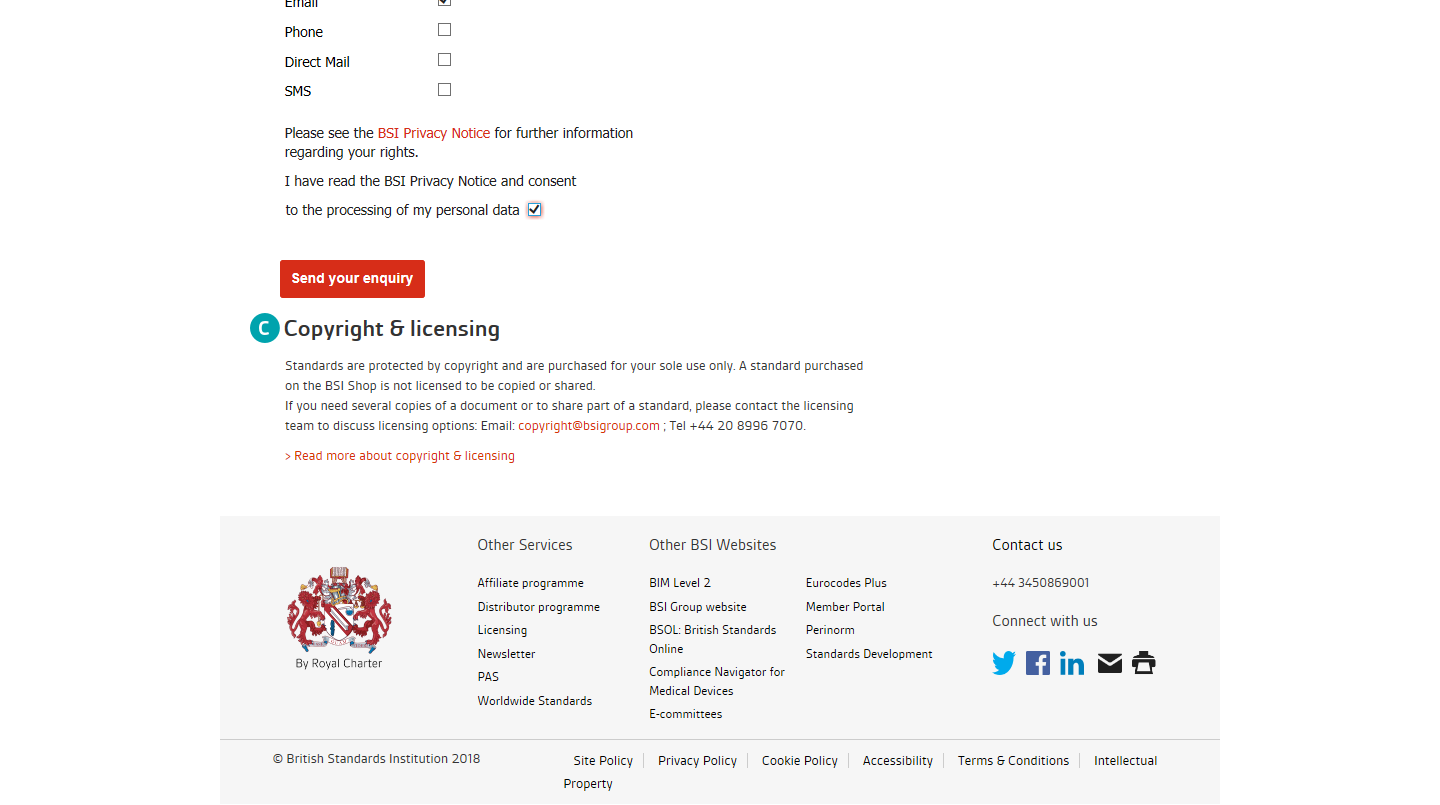 Email
Phone
Direct Mail
SMS
Please see the BSI Privacy Notice for further information
regarding your rights.
I have read the BSI Privacy Notice and consent
to the processing of my personal data
Send your enquiry
C Copyright & licensing
Standards are protected by copyright and are purchased for your sole use only. A standard purchased
on the BSI Shop is not licensed to be copied or shared.
If you need several copies of a document or to share part of a standard, please contact the licensing
team to discuss licensing options: Email: copyright@bsigroup.com ; Tel +44 20 8996 7070.
> Read more about copyright & licensing
By Royal Charter
Other Services
Affiliate programme
Distributor programme
Licensing
Newsletter
PAS
Worldwide Standards
Other BSI Websites
BIM Level 2
BSI Group website
BSOL: British Standards
Online
Compliance Navigator for
Medical Devices
E-committees
Eurocodes Plus
Member Portal
Perinorm
Standards Development
Contact us
+44 3450869001
Connect with us
© British Standards Institution 2018
Site Policy Privacy Policy Cookie Policy Accessibility Terms & Conditions Intellectual
Property